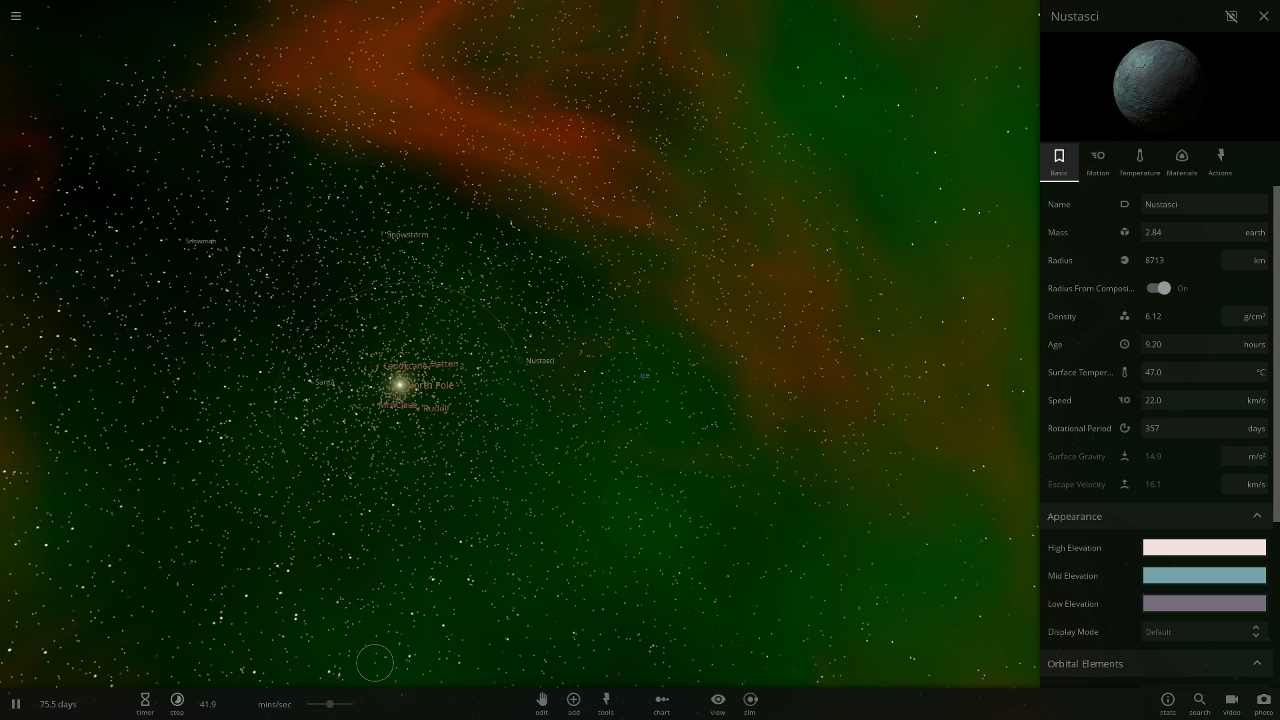 Nustasci
Basic
Motion
Temperature
Materials
Actions
Name Nustasci
Mass 2.84 earth
Radius 8713 km
Radius From Composi... On
Density 6.12 g/cm³
Age 9.20 hours
Surface Temper... 47.0 °C
Speed 22.0 km/s
Rotational Period 357 days
Surface Gravity 14.9 m/s²
Escape Velocity 16.1 km/s
Appearance
High Elevation
Mid Elevation
Low Elevation
Display Mode Default
Orbital Elements
Snowman
Snowstorm
Nustasci
Ice
Santa
North Pole
Rudolf
75.5 days
timer
step
41.9 mins/sec
edit
add
tools
chart
view
sim
stats
search
video
photo